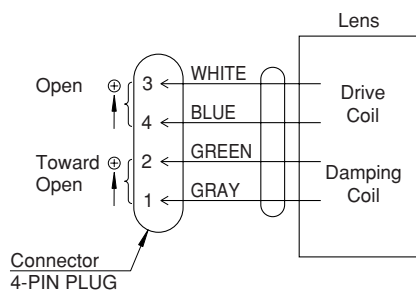 Lens
Open ⊕ 3 WHITE
Drive
Coil
4 BLUE
Toward ⊕ 2 GREEN
Open
Damping
Coil
1 GRAY
Connector
4-PIN PLUG